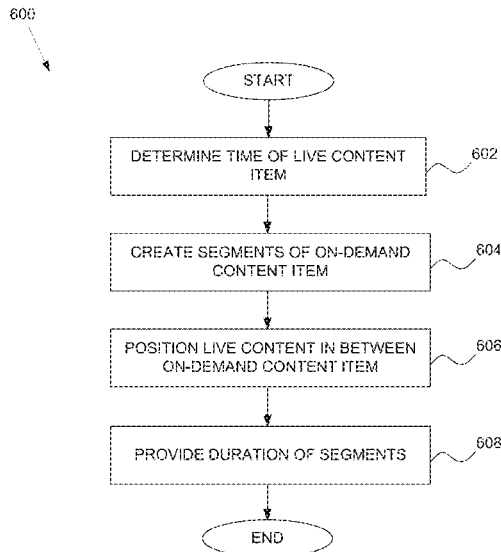 600
START
DETERMINE TIME OF LIVE CONTENT
ITEM
602
CREATE SEGMENTS OF ON-DEMAND
CONTENT ITEM
604
POSITION LIVE CONTENT IN BETWEEN
ON-DEMAND CONTENT ITEM
606
PROVIDE DURATION OF SEGMENTS
608
END